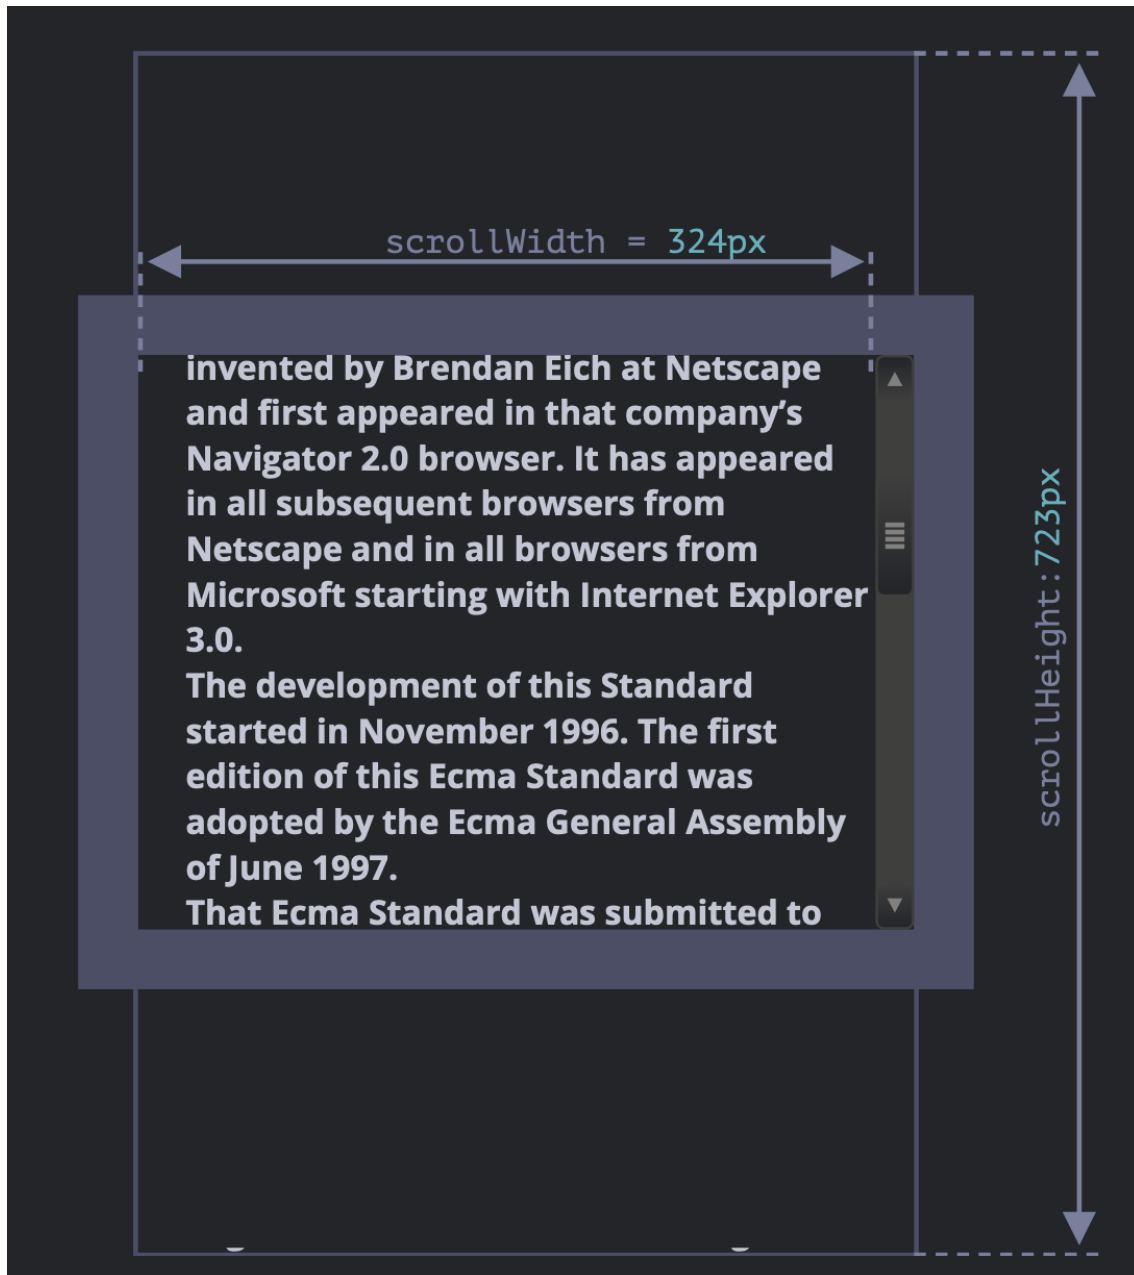 scrollWidth = 324px
invented by Brendan Eich at Netscape
and first appeared in that company’s
Navigator 2.0 browser. It has appeared
in all subsequent browsers from
Netscape and in all browsers from
Microsoft starting with Internet Explorer
3.0.
The development of this Standard
started in November 1996. The first
edition of this Ecma Standard was
adopted by the Ecma General Assembly
of June 1997.
That Ecma Standard was submitted to
scrollHeight:723px